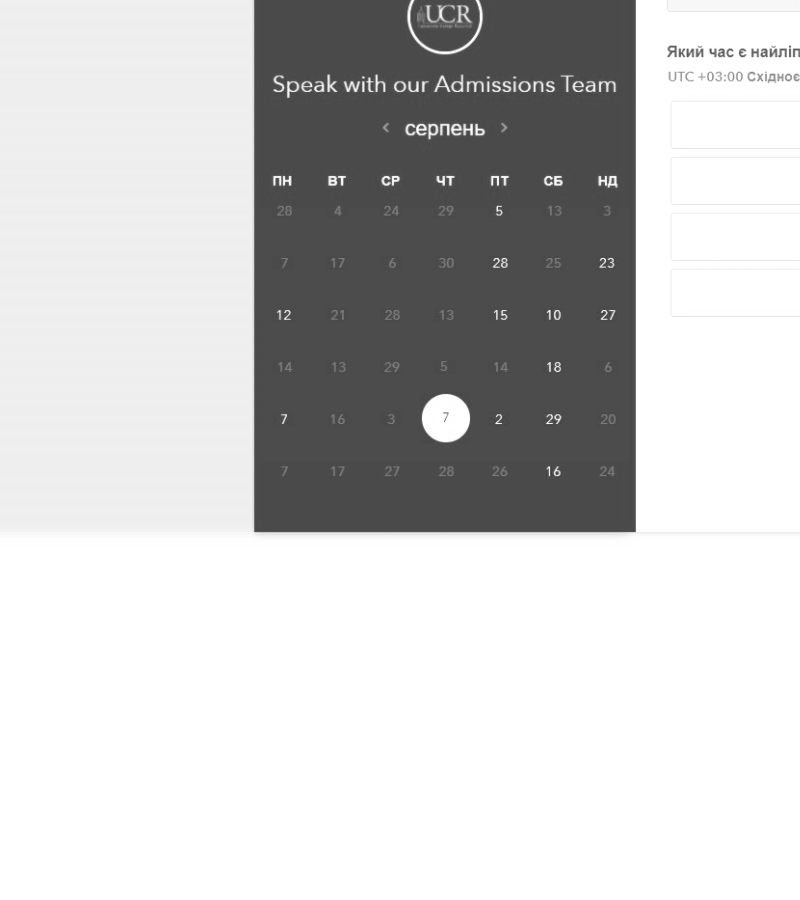 UCR
Speak with our Admissions Team
серпень
ПН ВТ СР ЧТ ПТ СБ НД
28 4 24 29 5 13 3
7 17 6 30 28 25 23
12 21 28 13 15 10 27
14 13 29 5 14 18 6
7 16 3 7 2 29 20
7 17 27 28 26 16 24
Який час є
UTC +03:00 Східноє